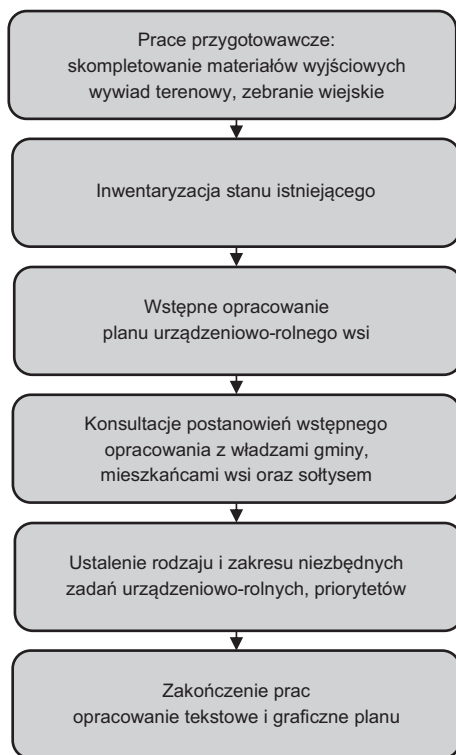 Prace przygotowawcze:
skompletowanie materiałów wyjściowych
wywiad terenowy, zebranie wiejskie
Inwentaryzacja stanu istniejącego
Wstępne opracowanie
planu urządzeniowo-rolnego wsi
Konsultacje postanowień wstępnego
opracowania z władzami gminy,
mieszkańcami wsi oraz sołtysem
Ustalenie rodzaju i zakresu niezbędnych
zadań urządzeniowo-rolnych, priorytetów
Zakończenie prac
opracowanie tekstowe i graficzne planu